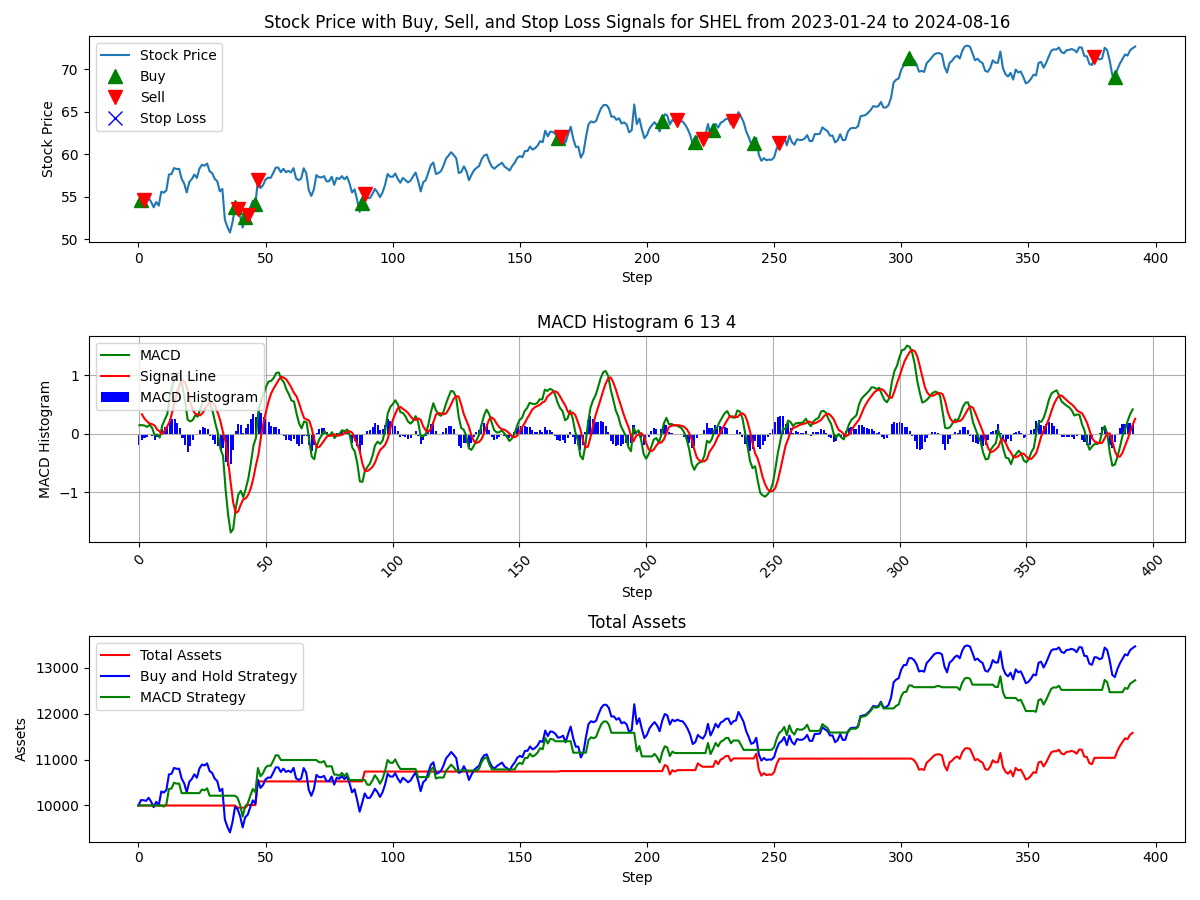 Stock Price with Buy, Sell, and Stop Loss Signals for SHEL from 2023-01-24 to 2024-08-16
Stock Price
Buy
Sell
Stop Loss
Stock Price
70
65
60
55
50
0 50 100 150 200 250 300 350 400
Step
MACD Histogram 6 13 4
MACD
Signal Line
MACD Histogram
MACD Histogram
1
0
−1
0 50 100 150 200 250 300 350 400
Step
Total Assets
Total Assets
Buy and Hold Strategy
MACD Strategy
Assets
13000
12000
11000
10000
0 50 100 150 200 250 300 350 400
Step